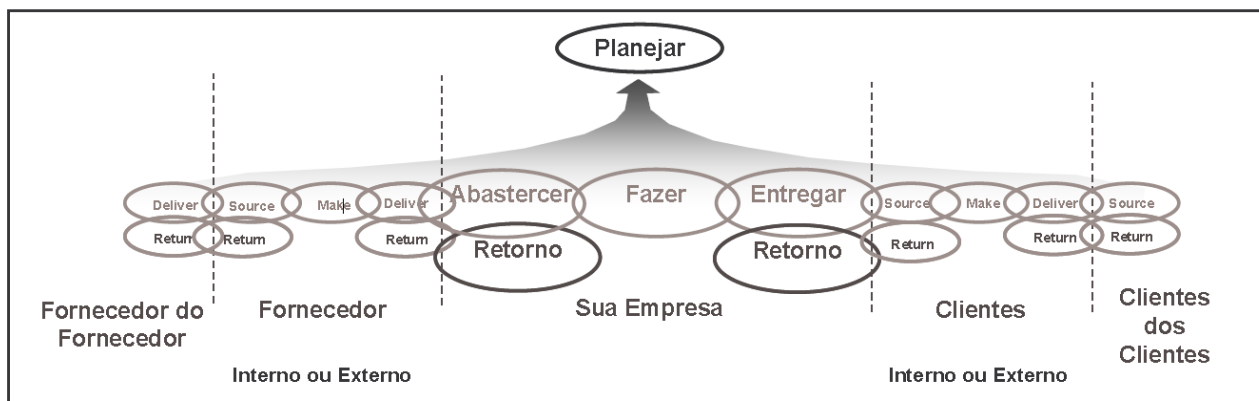 Planejar
Abastercer
Fazer
Entregar
Deliver
Source
Make
Deliver
Source
Make
Deliver
Source
Return
Return
Return
Retorno
Retorno
Return
Return
Return
Fornecedor do
Fornecedor
Fornecedor
Sua Empresa
Clientes
Clientes
dos
Clientes
Interno ou Externo
Interno ou Externo